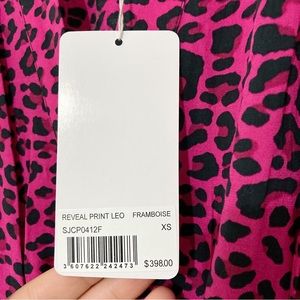 REVEAL PRINT LEO FRAMBOISE
SJCP0412F XS
3 607622 242473 $398.00